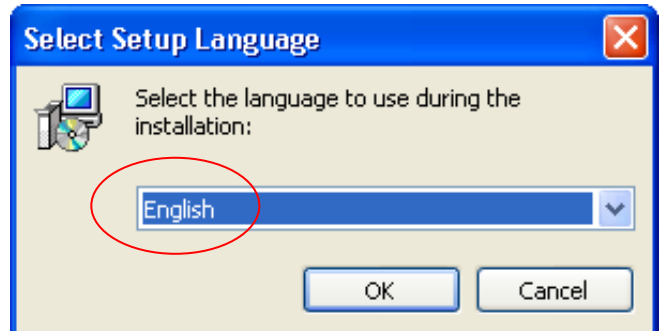 Select Setup Language
Select the language to use during the
installation:
English
OK
Cancel